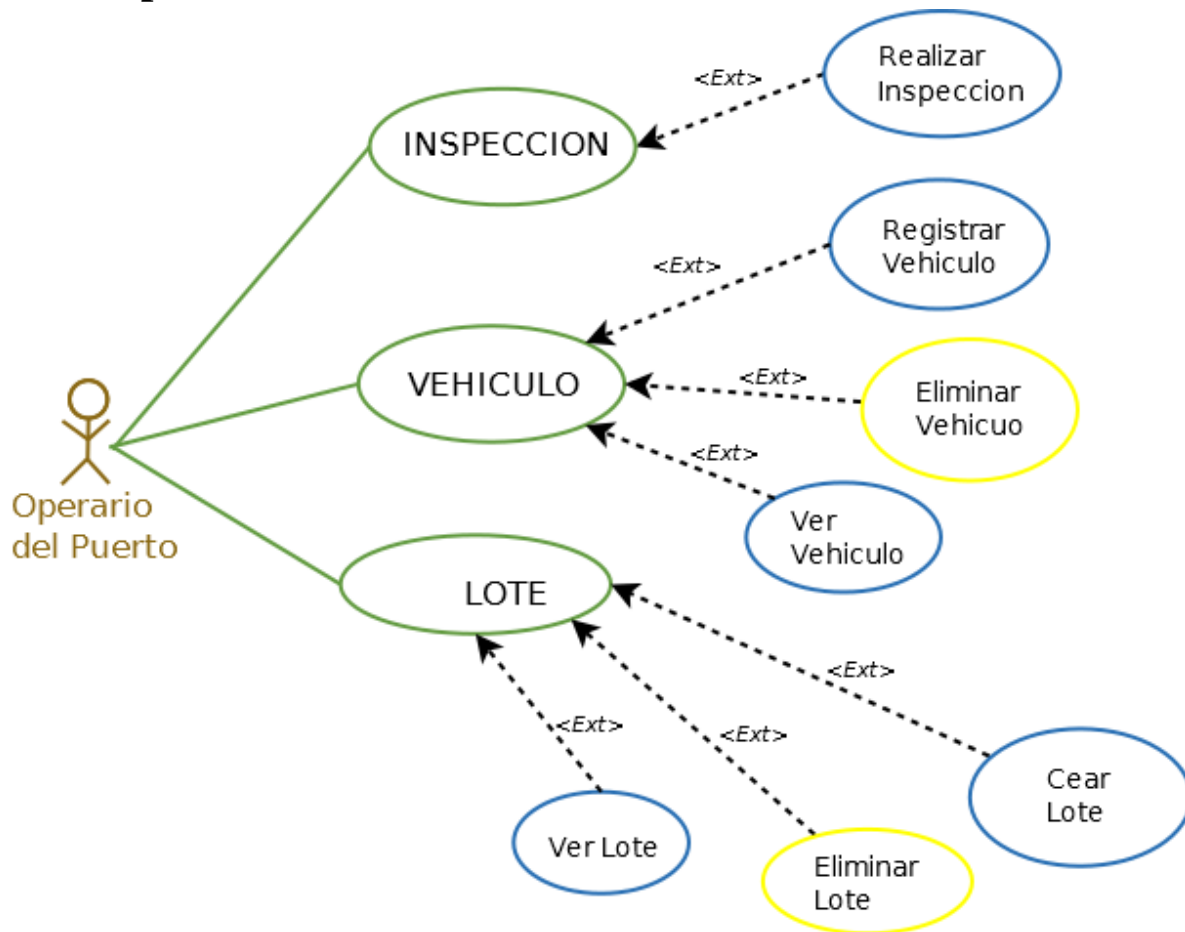 <Ext>
Realizar
Inspeccion
INSPECCION
<Ext>
Registrar
Vehiculo
VEHICULO
<Ext>
Eliminar
Vehicuo
<Ext>
Ver
Vehiculo
Operario
del Puerto
LOTE
<Ext>
Cear
Lote
<Ext>
Ver Lote
<Ext>
Eliminar
Lote